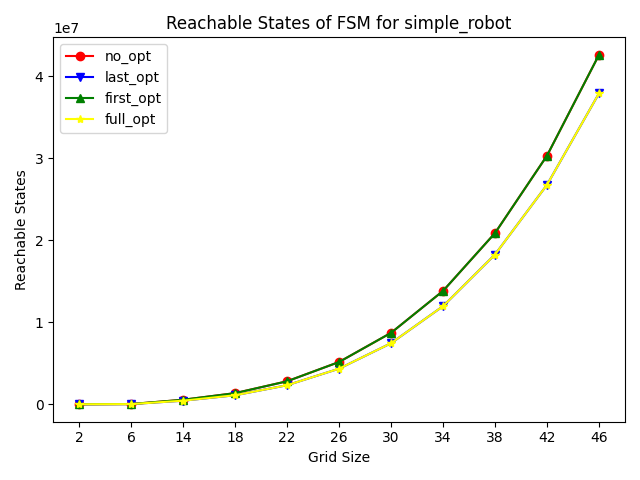 Reachable States of FSM for simple_robot
1e7
no_opt
last_opt
first_opt
full_opt
Reachable States
4
3
2
1
0
2 6 14 18 22 26 30 34 38 42 46
Grid Size